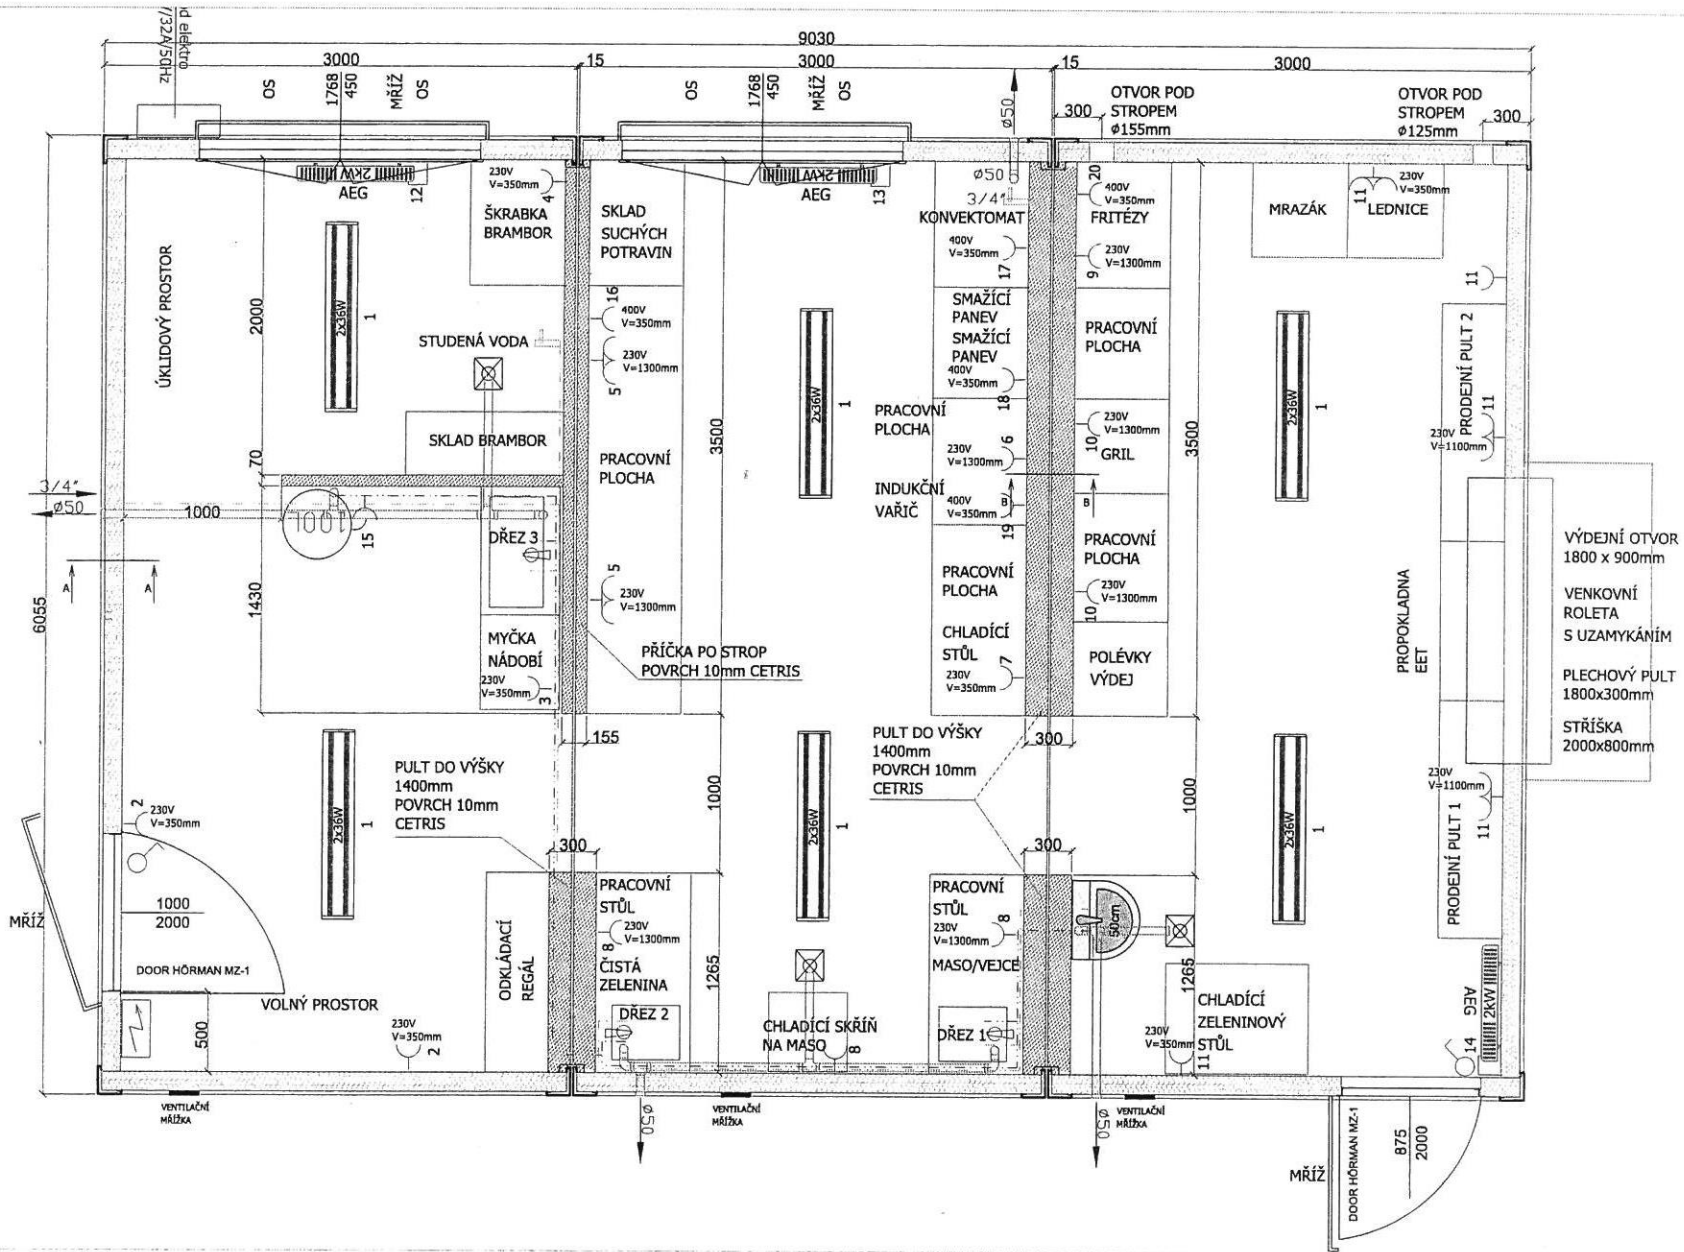 9030
3000
15
3000
15
3000
d elektro
/32A/50Hz
OS
1768
450
MŘÍŽ
OS
OS
1768
450
MŘÍŽ
OS
ø50
300
OTVOR POD
STROPEM
ø155mm
OTVOR POD
STROPEM
ø125mm
300
2kW
AEG
12
230V
V=350mm
4
ŠKRABKA
BRAMBOR
SKLAD
SUCHÝCH
POTRAVIN
2kW
AEG
13
ø50
3/4"
KONVEKTOMAT
400V
V=350mm
17
20
400V
V=350mm
FRITÉZY
230V
V=1300mm
9
MRAZÁK
11
230V
V=350mm
LEDNICE
11
ÚKLIDOVÝ PROSTOR
2000
2x36W
1
STUDENÁ VODA
SKLAD BRAMBOR
70
16
400V
V=350mm
230V
V=1300mm
5
PRACOVNÍ
PLOCHA
3500
2x36W
1
SMAŽÍCÍ
PANEV
SMAŽÍCÍ
PANEV
400V
V=350mm
18
PRACOVNÍ
PLOCHA
230V
V=1300mm
6
INDUKČNÍ
VAŘIČ
400V
V=350mm
19
B
B
PRACOVNÍ
PLOCHA
230V
V=1300mm
10
GRIL
3500
2x36W
1
PRODEJNÍ PULT 2
230V
V=1100mm
11
3/4"
ø50
1000
100L
15
DŘEZ 3
A
A
6055
1430
MYČKA
NÁDOBÍ
230V
V=350mm
3
5
230V
V=1300mm
PŘÍČKA PO STROP
POVRCH 10mm CETRIS
PRACOVNÍ
PLOCHA
CHLADÍCÍ
STŮL
230V
V=350mm
7
PRACOVNÍ
PLOCHA
230V
V=1300mm
10
POLÉVKY
VÝDEJ
PROPOKLADNA
EET
VÝDEJNÍ OTVOR
1800 x 900mm
VENKOVNÍ
ROLETA
S UZAMYKÁNÍM
PLECHOVÝ PULT
1800x300mm
STŘÍŠKA
2000x800mm
155
300
PULT DO VÝŠKY
1400mm
POVRCH 10mm
CETRIS
PULT DO VÝŠKY
1400mm
POVRCH 10mm
CETRIS
2
230V
V=350mm
2x36W
1
1000
2x36W
1
1000
2x36W
1
230V
V=1100mm
11
PRODEJNÍ PULT 1
300
300
MŘÍŽ
1000
2000
DOOR HÖRMAN MZ-1
VOLNÝ PROSTOR
500
230V
V=350mm
2
ODKLÁDACÍ
REGÁL
PRACOVNÍ
STŮL
230V
V=1300mm
8
ČISTÁ
ZELENINA
DŘEZ 2
1265
CHLADÍCÍ SKŘÍŇ
NA MASO
8
PRACOVNÍ
STŮL
230V
V=1300mm
8
MASO/VEJCE
DŘEZ 1
50cm
1265
CHLADÍCÍ
ZELENINOVÝ
STŮL
230V
V=350mm
11
AEG
2kW
14
VENTILAČNÍ
MŘÍŽKA
ø50
VENTILAČNÍ
MŘÍŽKA
ø50
VENTILAČNÍ
MŘÍŽKA
MŘÍŽ
DOOR HÖRMAN MZ-1
875
2000